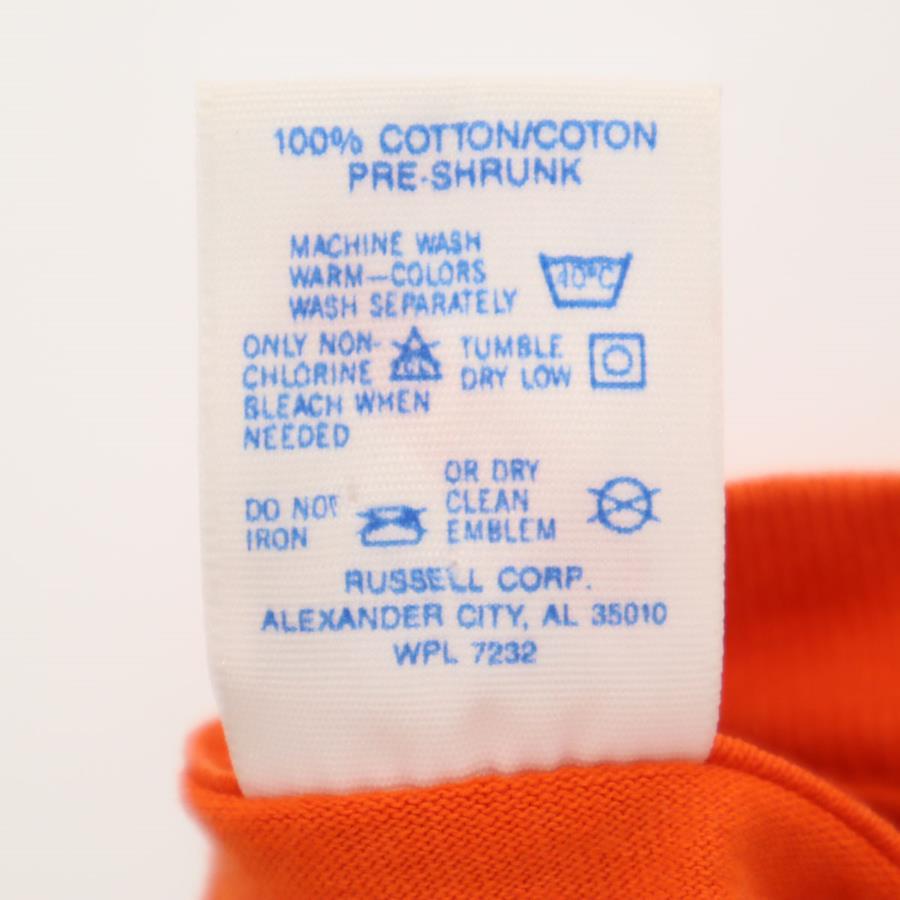 100% COTTON/COTON
PRE-SHRUNK
MACHINE WASH
WARM—COLORS
WASH SEPARATELY
40°C
ONLY NON-
CHLORINE
BLEACH WHEN
NEEDED
TUMBLE
DRY LOW
DO NOT
IRON
OR DRY
CLEAN
EMBLEM
RUSSELL CORP.
ALEXANDER CITY, AL 35010
WPL 7232